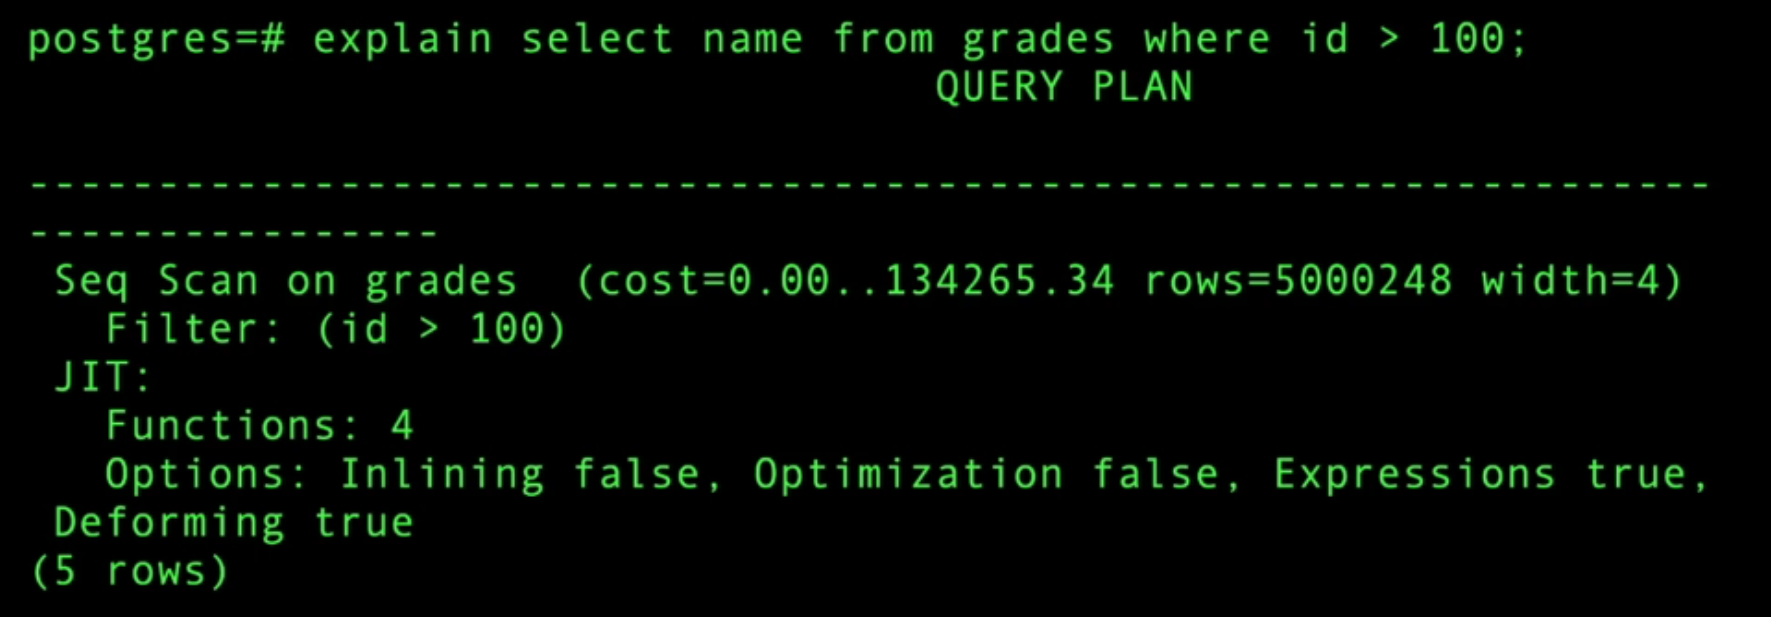 postgres=# explain select name from grades where id > 100;
QUERY PLAN
-----------------------------------------------------------------
----------------
Seq Scan on grades  (cost=0.00..134265.34 rows=5000248 width=4)
Filter: (id > 100)
JIT:
Functions: 4
Options: Inlining false, Optimization false, Expressions true,
Deforming true
(5 rows)